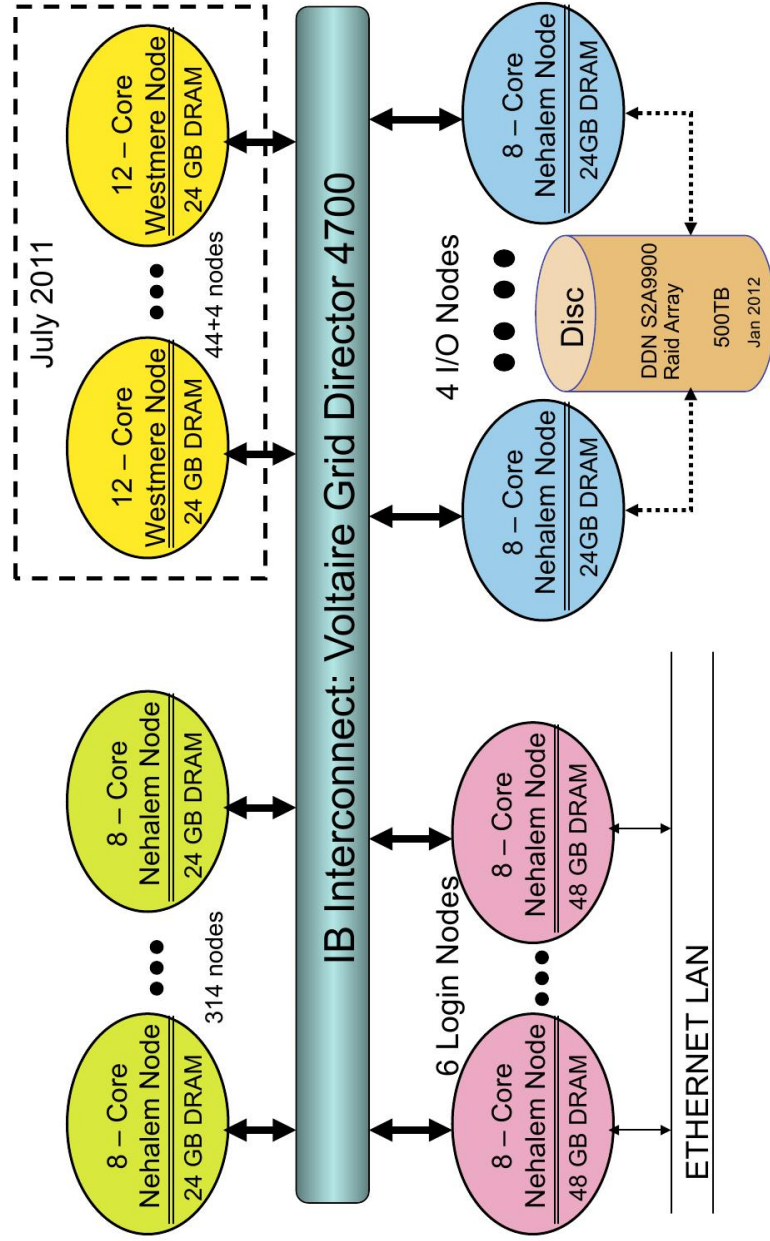 July 2011
8 – Core
Nehalem Node
24 GB DRAM
314 nodes
8 – Core
Nehalem Node
24 GB DRAM
12 – Core
Westmere Node
24 GB DRAM
44+4 nodes
12 – Core
Westmere Node
24 GB DRAM
IB Interconnect: Voltaire Grid Director 4700
6 Login Nodes
8 – Core
Nehalem Node
48 GB DRAM
8 – Core
Nehalem Node
48 GB DRAM
4 I/O Nodes
8 – Core
Nehalem Node
24GB DRAM
8 – Core
Nehalem Node
24GB DRAM
Disc
DDN S2A9900
Raid Array
500TB
Jan 2012
ETHERNET LAN